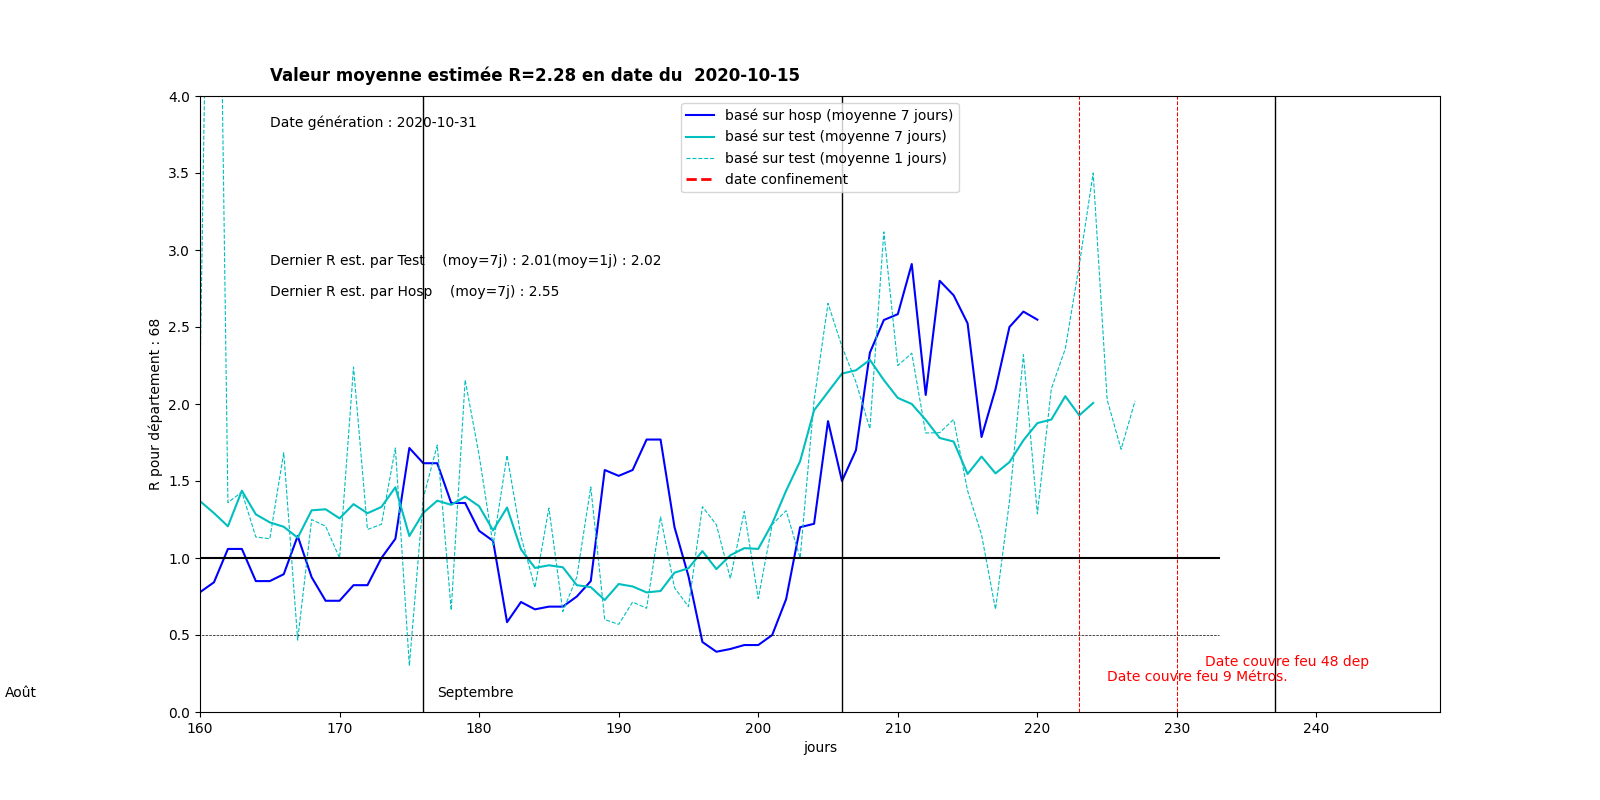 Valeur moyenne estimée R=2.28 en date du  2020-10-15
4.0
3.5
3.0
2.5
2.0
1.5
1.0
0.5
0.0
R pour département : 68
Date génération : 2020-10-31
basé sur hosp (moyenne 7 jours)
basé sur test (moyenne 7 jours)
basé sur test (moyenne 1 jours)
date confinement
Dernier R est. par Test    (moy=7j) : 2.01(moy=1j) : 2.02
Dernier R est. par Hosp    (moy=7j) : 2.55
Date couvre feu 48 dep
Date couvre feu 9 Métros.
Août
Septembre
160 170 180 190 200 210 220 230 240
jours